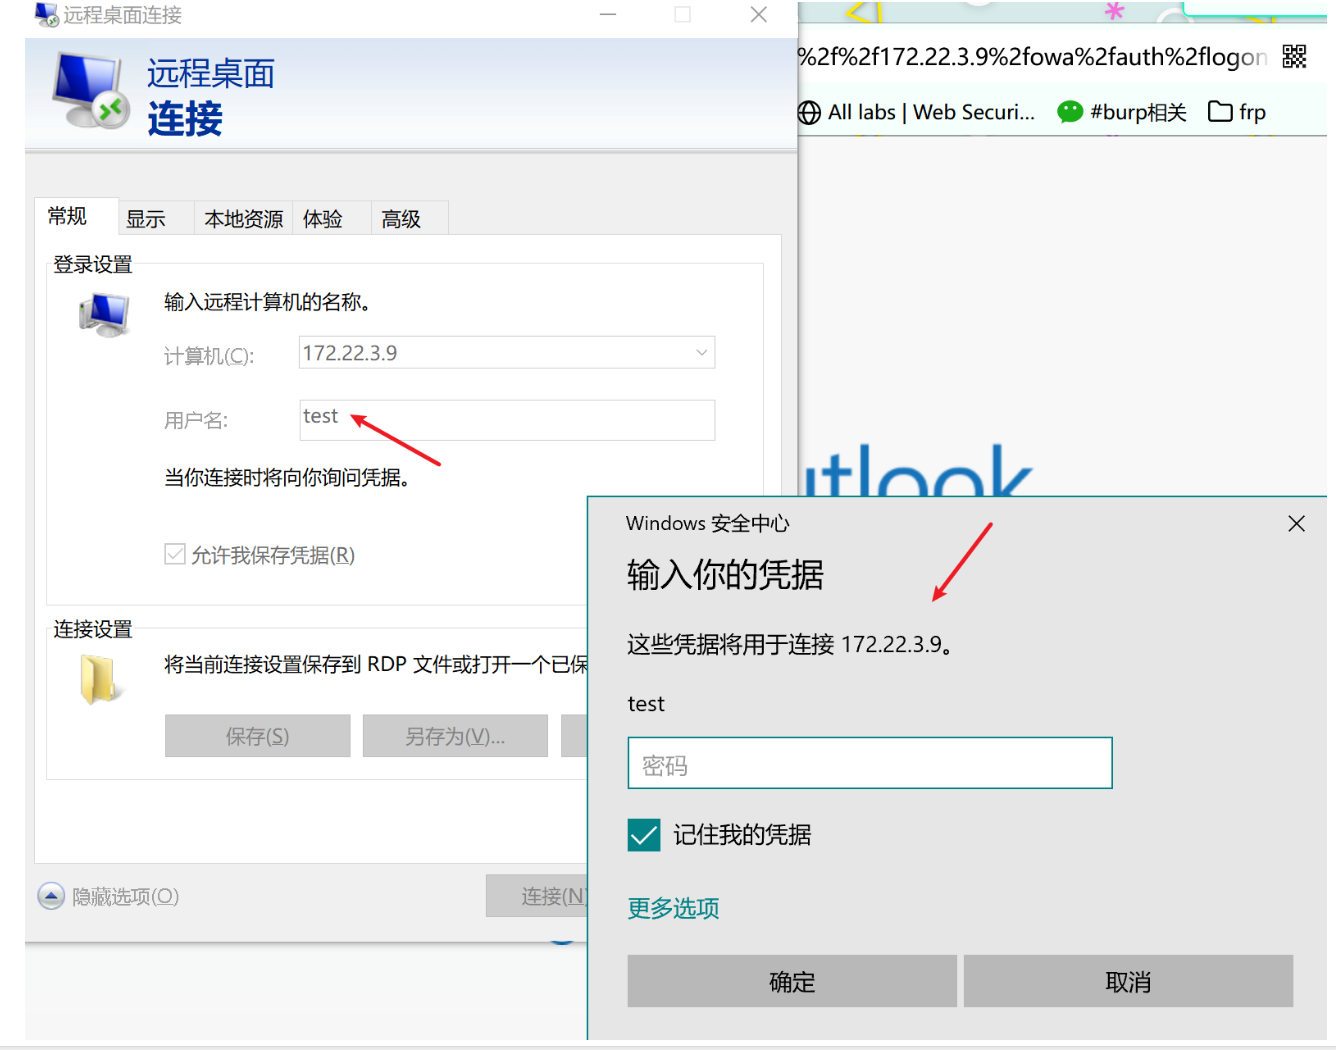 远程桌面连接
远程桌面
连接
常规
显示
本地资源
体验
高级
登录设置
输入远程计算机的名称。
计算机(C):
172.22.3.9
用户名:
test
当你连接时将向你询问凭据。
允许我保存凭据(R)
连接设置
将当前连接设置保存到 RDP 文件或打开一个已保
保存(S)
另存为(V)...
隐藏选项(O)
连接(N)
%2f%2f172.22.3.9%2fowa%2fauth%2flogon
All labs | Web Securi...
#burp相关
frp
utlook
Windows 安全中心
输入你的凭据
这些凭据将用于连接 172.22.3.9。
test
密码
记住我的凭据
更多选项
确定
取消